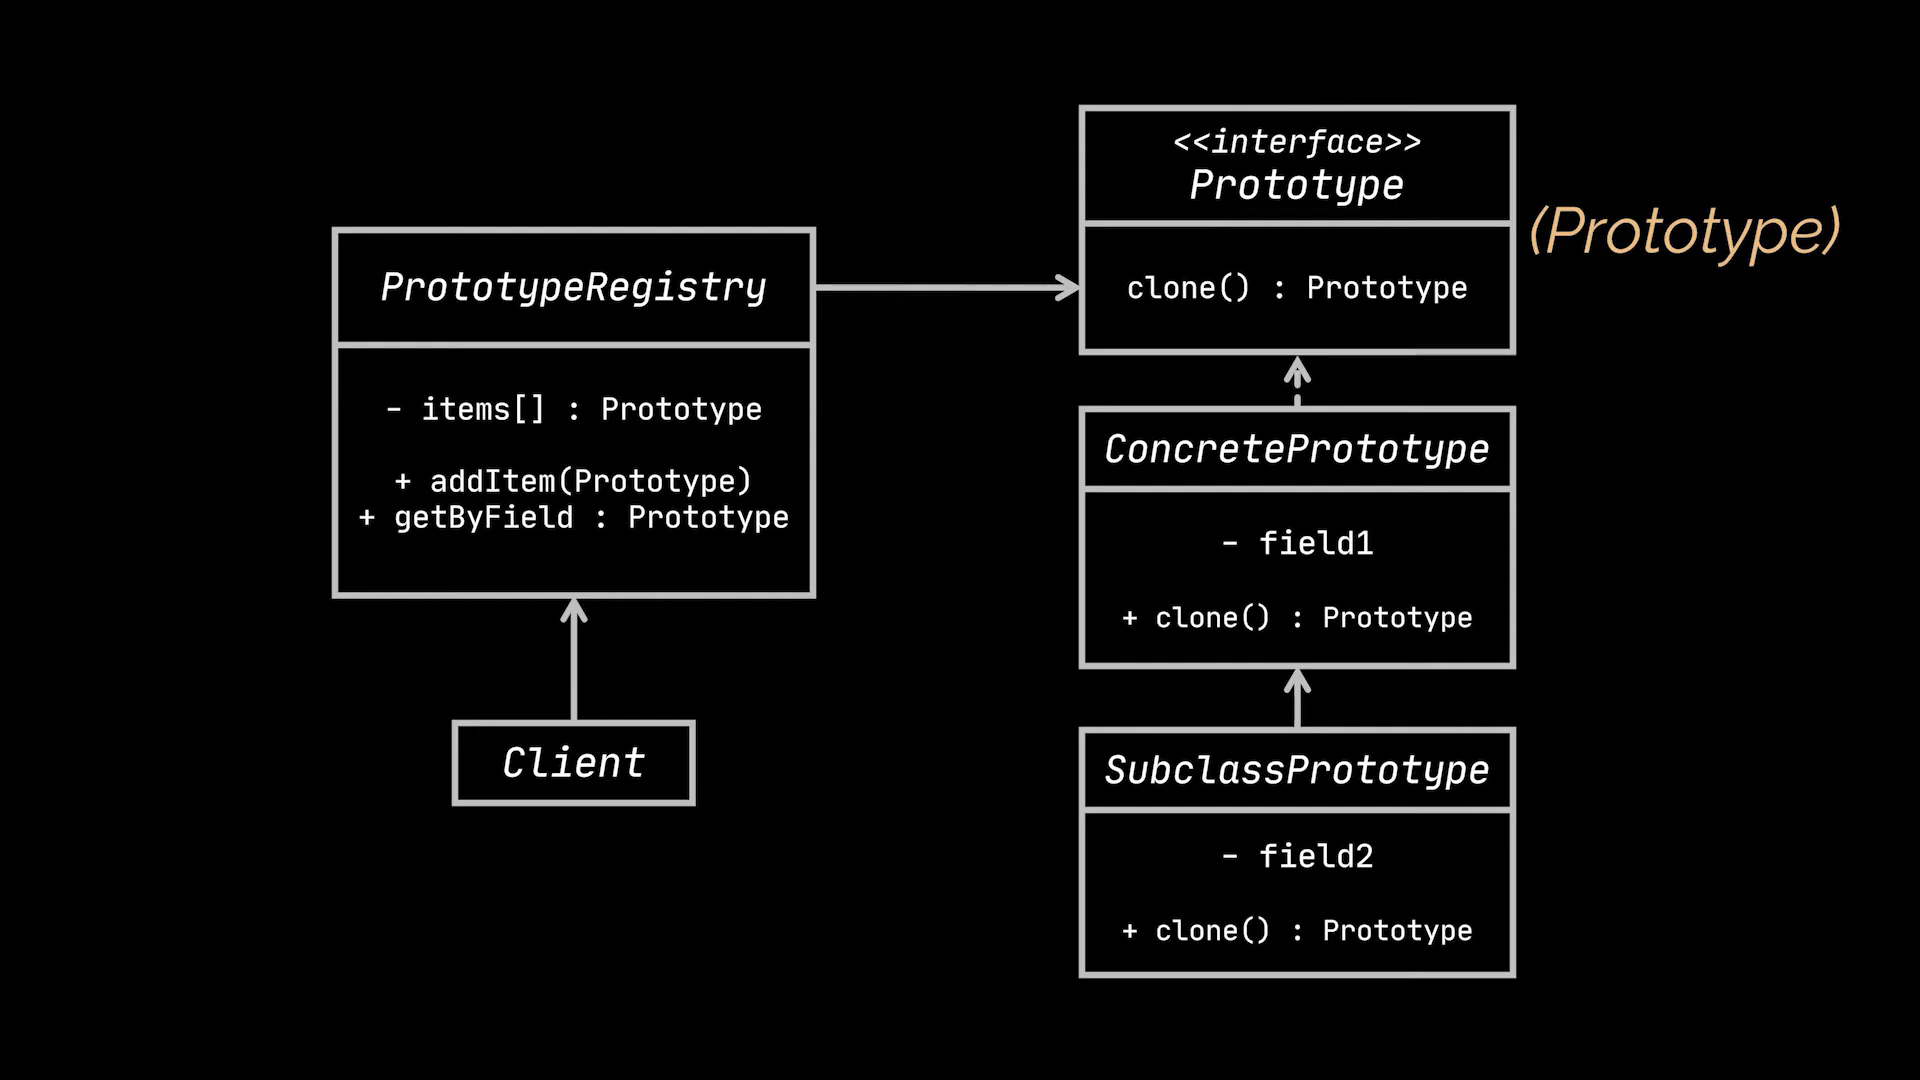 PrototypeRegistry
- items[] : Prototype
+ addItem(Prototype)
+ getByField : Prototype
Client
<<interface>>
Prototype
clone() : Prototype
(Prototype)
ConcretePrototype
- field1
+ clone() : Prototype
SubclassPrototype
- field2
+ clone() : Prototype